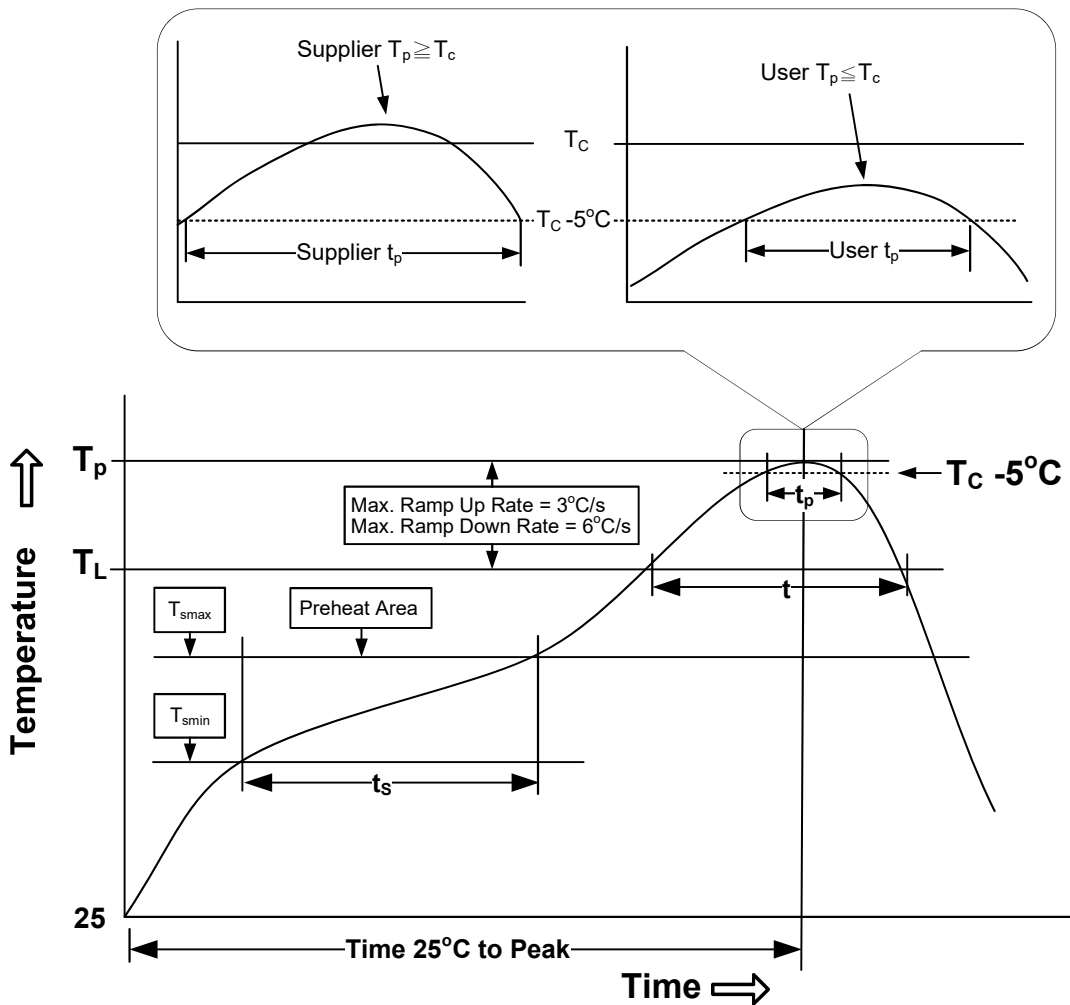 Supplier Tp≧Tc
User Tp≦Tc
TC
TC -5°C
Supplier tp
User tp
Tp
TC -5°C
tp
Max. Ramp Up Rate = 3°C/s
Max. Ramp Down Rate = 6°C/s
TL
t
Tsmax
Preheat Area
Tsmin
tS
Temperature
25
Time 25°C to Peak
Time